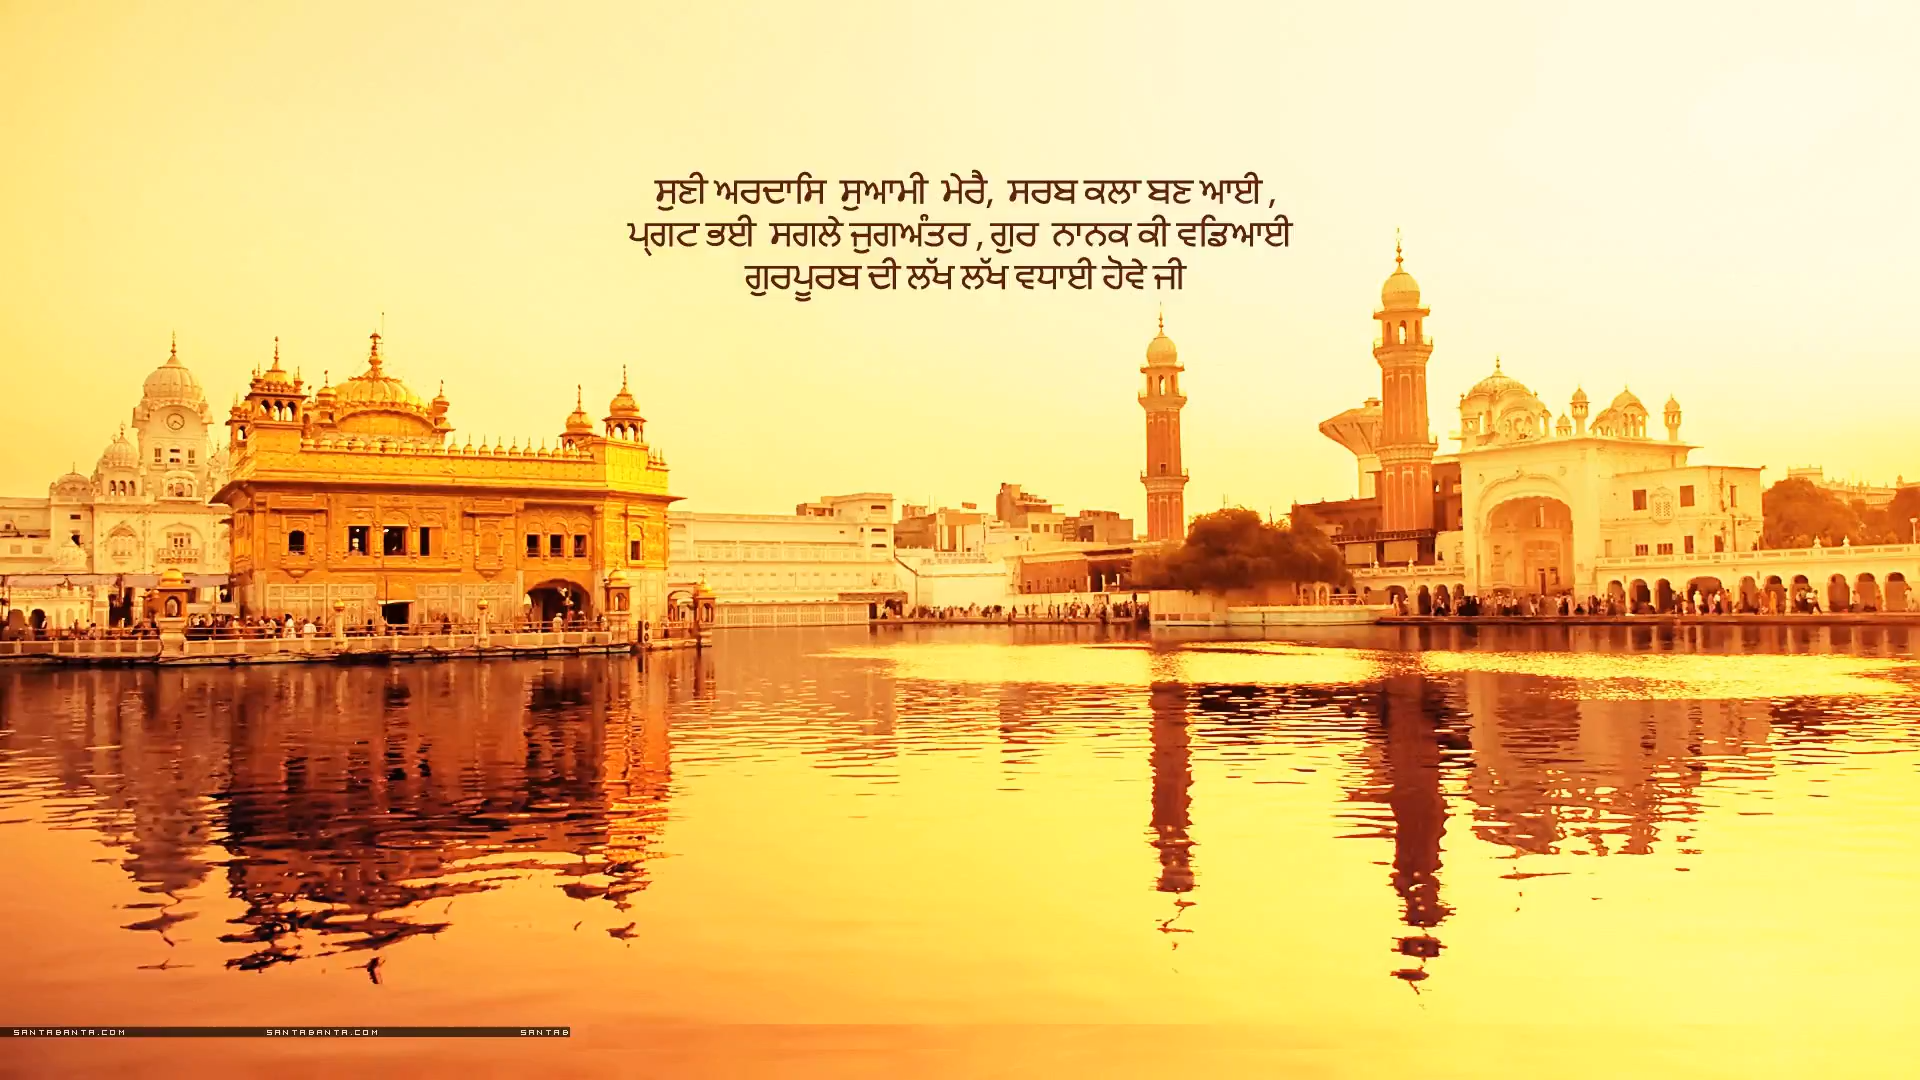 ਸੁਣੀ ਅਰਦਾਸਿ ਸੁਆਮੀ ਮੇਰੈ, ਸਰਬ ਕਲਾ ਬਣ ਆਈ ,
ਪ੍ਰਗਟ ਭਈ ਸਗਲੇ ਜੁਗਅੰਤਰ , ਗੁਰ ਨਾਨਕ ਕੀ ਵਡਿਆਈ
ਗੁਰਪੂਰਬ ਦੀ ਲੱਖ ਲੱਖ ਵਧਾਈ ਹੋਵੇ ਜੀ
SANTABANTA.COM SANTABANTA.COM SANTAB